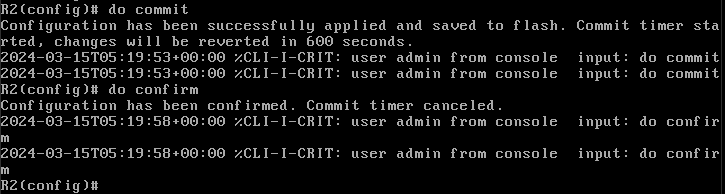 R2(config)# do commit
Configuration has been successfully applied and saved to flash. Commit timer sta
rted, changes will be reverted in 600 seconds.
2024-03-15T05:19:53+00:00 %CLI-I-CRIT: user admin from console  input: do commit
2024-03-15T05:19:53+00:00 %CLI-I-CRIT: user admin from console  input: do commit
R2(config)# do confirm
Configuration has been confirmed. Commit timer canceled.
2024-03-15T05:19:58+00:00 %CLI-I-CRIT: user admin from console  input: do confir
m
2024-03-15T05:19:58+00:00 %CLI-I-CRIT: user admin from console  input: do confir
m
R2(config)#